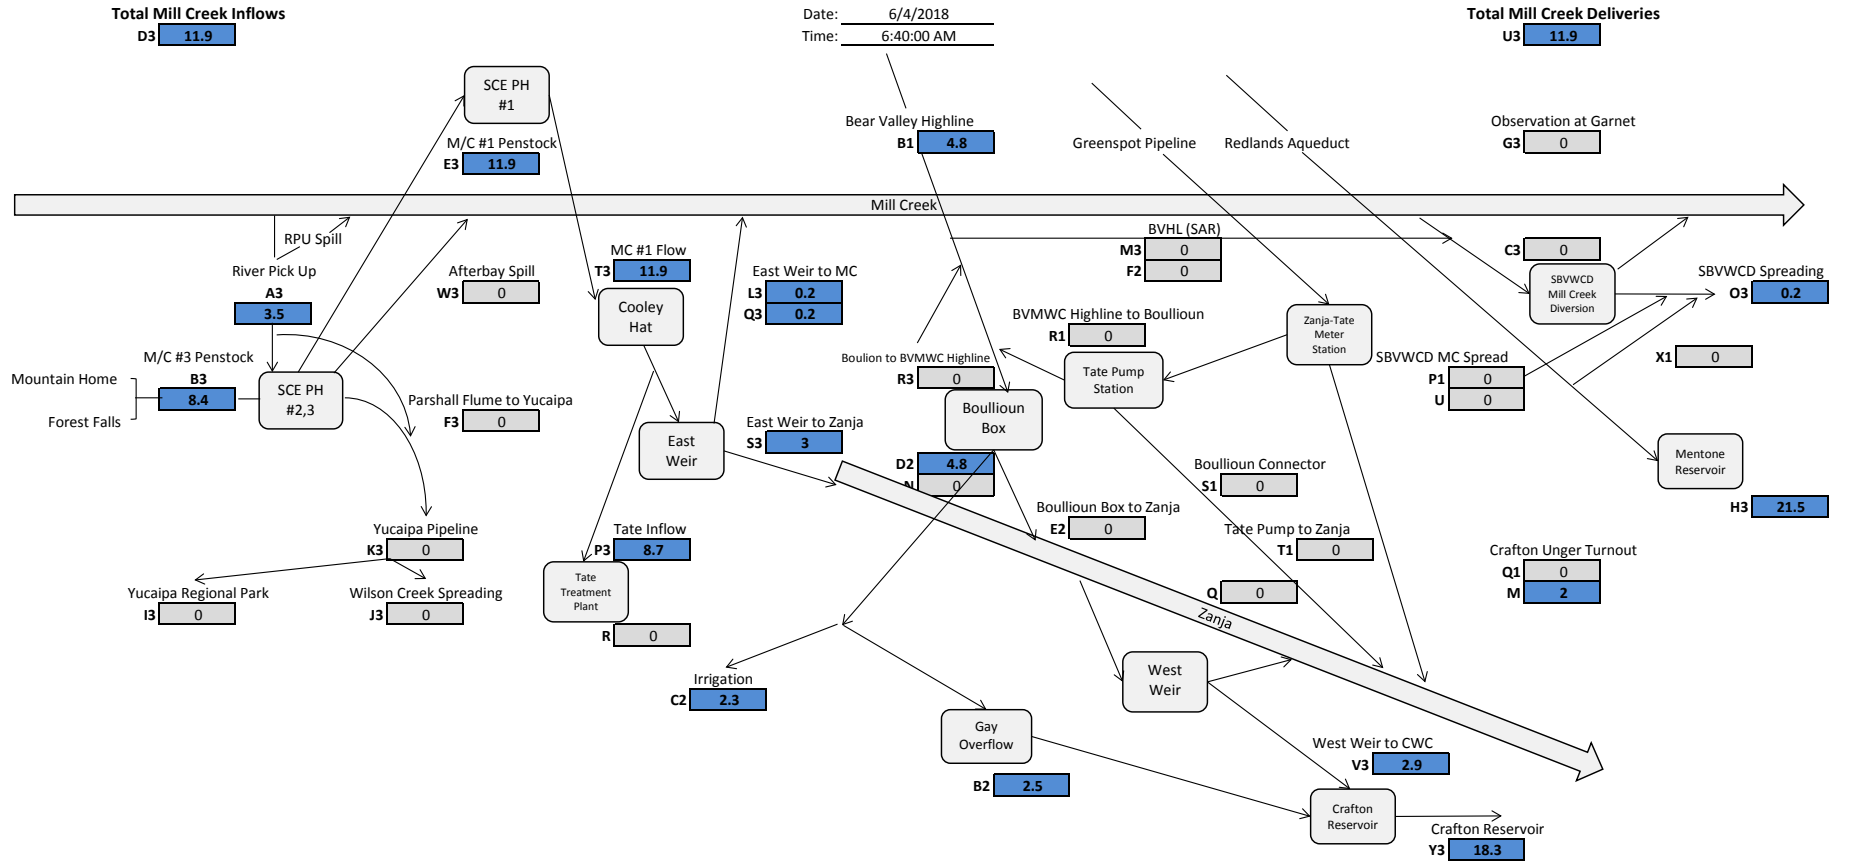 Total Mill Creek Inflows
D3 11.9
Date: 6/4/2018
Time: 6:40:00 AM
Total Mill Creek Deliveries
U3 11.9
SCE PH
#1
M/C #1 Penstock
E3 11.9
Bear Valley Highline
B1 4.8
Greenspot Pipeline
Redlands Aqueduct
Observation at Garnet
G3 0
Mill Creek
RPU Spill
River Pick Up
A3
3.5
Afterbay Spill
W3 0
MC #1 Flow
T3 11.9
Cooley
Hat
East Weir to MC
L3 0.2
Q3 0.2
BVHL (SAR)
M3 0
F2 0
C3 0
SBVWCD
Mill Creek
Diversion
SBVWCD Spreading
O3 0.2
BVMWC Highline to Boullioun
R1 0
Zanja-Tate
Meter
Station
Boulion to BVMWC Highline
R3 0
Tate Pump
Station
SBVWCD MC Spread
P1 0
U 0
X1 0
M/C #3 Penstock
B3 8.4
Mountain Home
Forest Falls
SCE PH
#2,3
Parshall Flume to Yucaipa
F3 0
East
Weir
East Weir to Zanja
S3 3
Boullioun
Box
D2 4.8
N 0
Boullioun Connector
S1 0
Mentone
Reservoir
H3 21.5
Boullioun Box to Zanja
E2 0
Tate Pump to Zanja
T1 0
Yucaipa Pipeline
K3 0
Tate Inflow
P3 8.7
Tate
Treatment
Plant
R 0
Crafton Unger Turnout
Q1 0
M 2
Yucaipa Regional Park
I3 0
Wilson Creek Spreading
J3 0
Q 0
Zanja
Irrigation
C2 2.3
West
Weir
Gay
Overflow
B2 2.5
West Weir to CWC
V3 2.9
Crafton
Reservoir
Crafton Reservoir
Y3 18.3